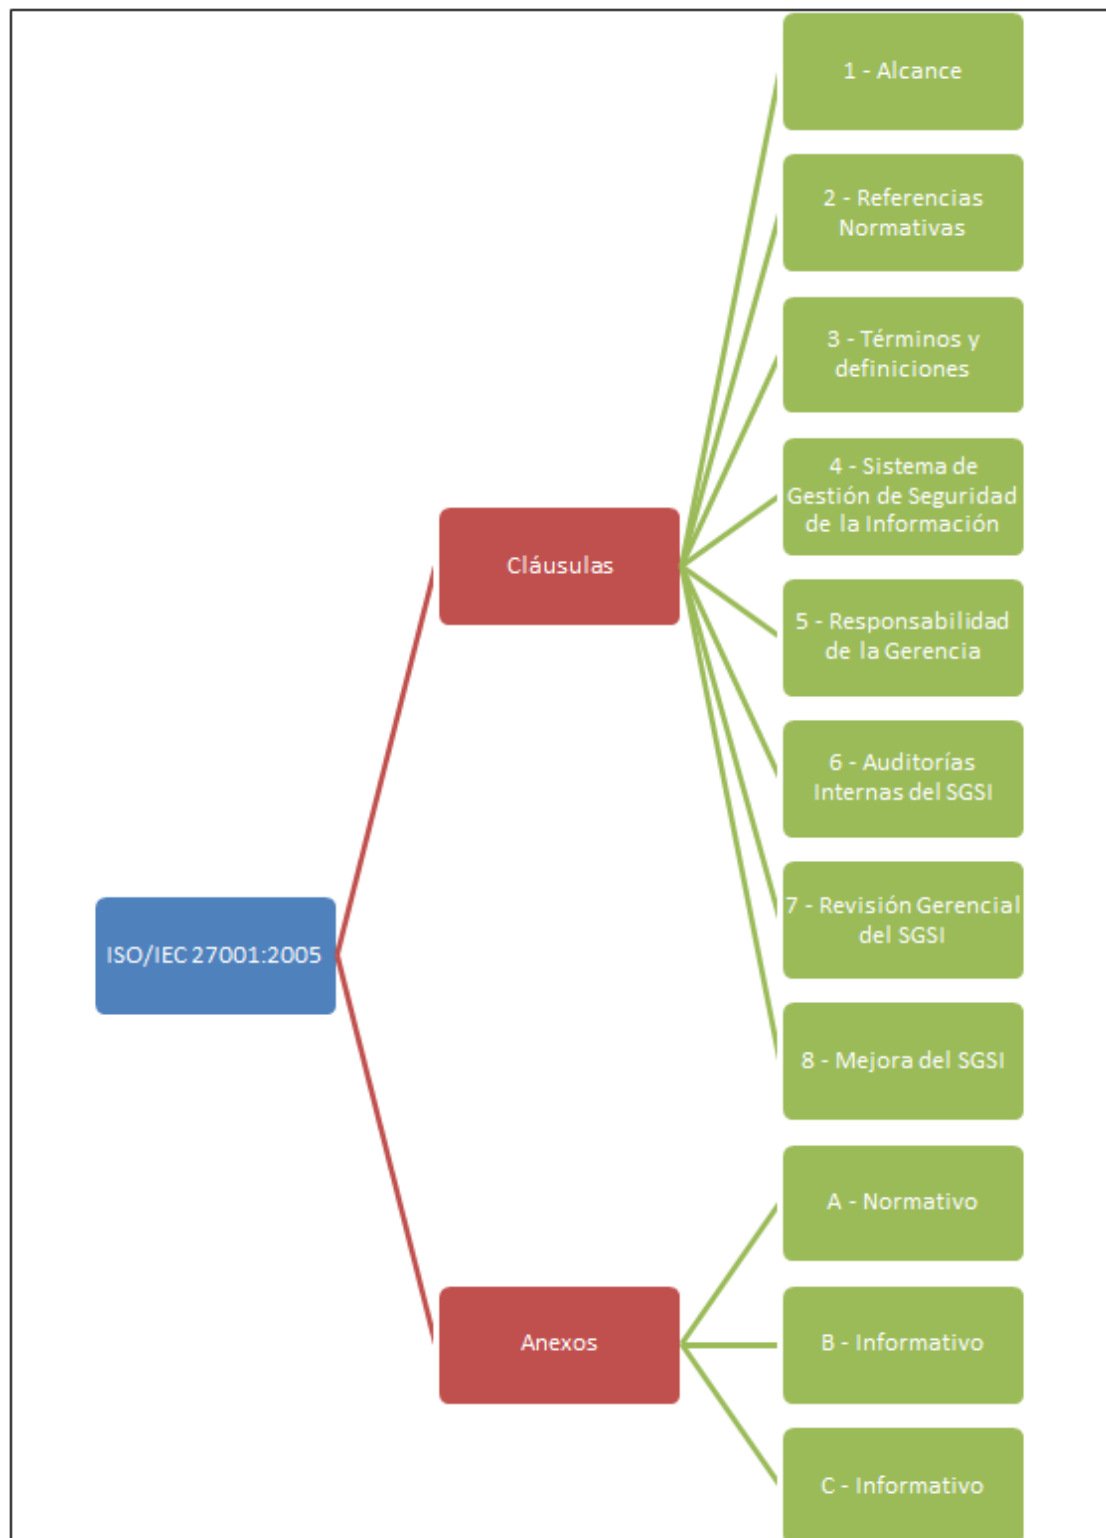 1 - Alcance
2 - Referencias
Normativas
3 - Términos y
definiciones
4 - Sistema de
Gestión de Seguridad
de la Información
Cláusulas
5 - Responsabilidad
de la Gerencia
6 - Auditorías
Internas del SGSI
7 - Revisión Gerencial
del SGSI
ISO/IEC 27001:2005
8 - Mejora del SGSI
A - Normativo
Anexos
B - Informativo
C - Informativo